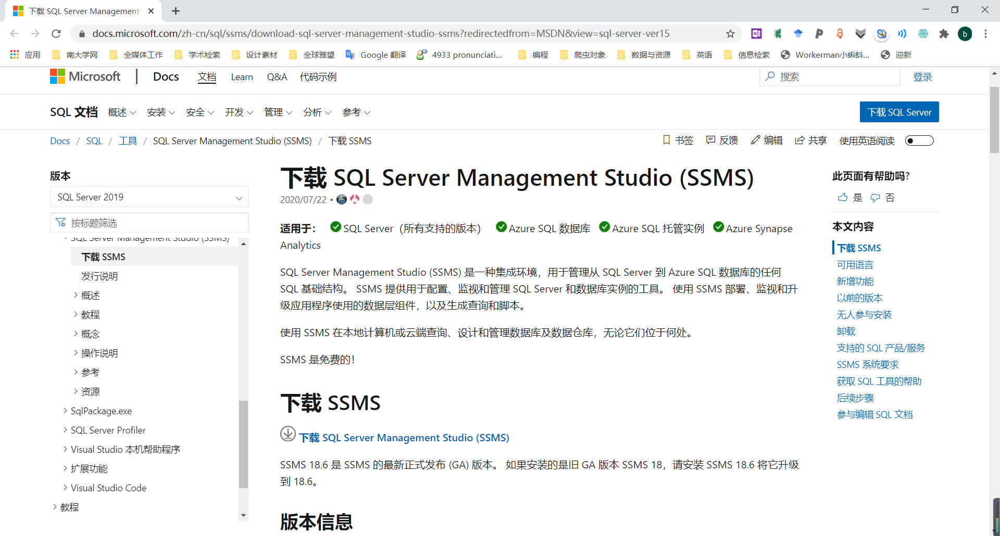 下载 SQL Server Management
docs.microsoft.com/zh-cn/sql/ssms/download-sql-server-management-studio-ssms?redirectedfrom=MSDN&view=sql-server-ver15
b
应用 南大学网 全媒体工作 学术检索 设计素材 全球雅望 Google 翻译 4933 pronunciati... 编程 爬虫对象 数据与资源 英语 信息检索 Workerman小蝌蚪... 迎新
Microsoft Docs 文档 Learn Q&A 代码示例 搜索 登录
SQL 文档 概述 安装 安全 开发 管理 分析 参考 下载 SQL Server
Docs / SQL / 工具 / SQL Server Management Studio (SSMS) / 下载 SSMS
书签 反馈 编辑 共享 使用英语阅读
版本
SQL Server 2019
按标题筛选
SQL Server Management Studio (SSMS)
下载 SSMS
发行说明
概述
教程
概念
操作说明
参考
资源
SqlPackage.exe
SQL Server Profiler
Visual Studio 本机帮助程序
扩展功能
Visual Studio Code
教程
下载 SQL Server Management Studio (SSMS)
2020/07/22 •
适用于： SQL Server（所有支持的版本） Azure SQL 数据库 Azure SQL 托管实例 Azure Synapse
Analytics
SQL Server Management Studio (SSMS) 是一种集成环境，用于管理从 SQL Server 到 Azure SQL 数据库的任何
SQL 基础结构。 SSMS 提供用于配置、监视和管理 SQL Server 和数据库实例的工具。 使用 SSMS 部署、监视和升
级应用程序使用的数据层组件，以及生成查询和脚本。
使用 SSMS 在本地计算机或云端查询、设计和管理数据库及数据仓库，无论它们位于何处。
SSMS 是免费的！
下载 SSMS
下载 SQL Server Management Studio (SSMS)
SSMS 18.6 是 SSMS 的最新正式发布 (GA) 版本。 如果安装的是旧 GA 版本 SSMS 18，请安装 SSMS 18.6 将它升级
到 18.6。
版本信息
此页面有帮助吗?
是 否
本文内容
下载 SSMS
可用语言
新增功能
以前的版本
无人参与安装
卸载
支持的 SQL 产品/服务
SSMS 系统要求
获取 SQL 工具的帮助
后续步骤
参与编辑 SQL 文档